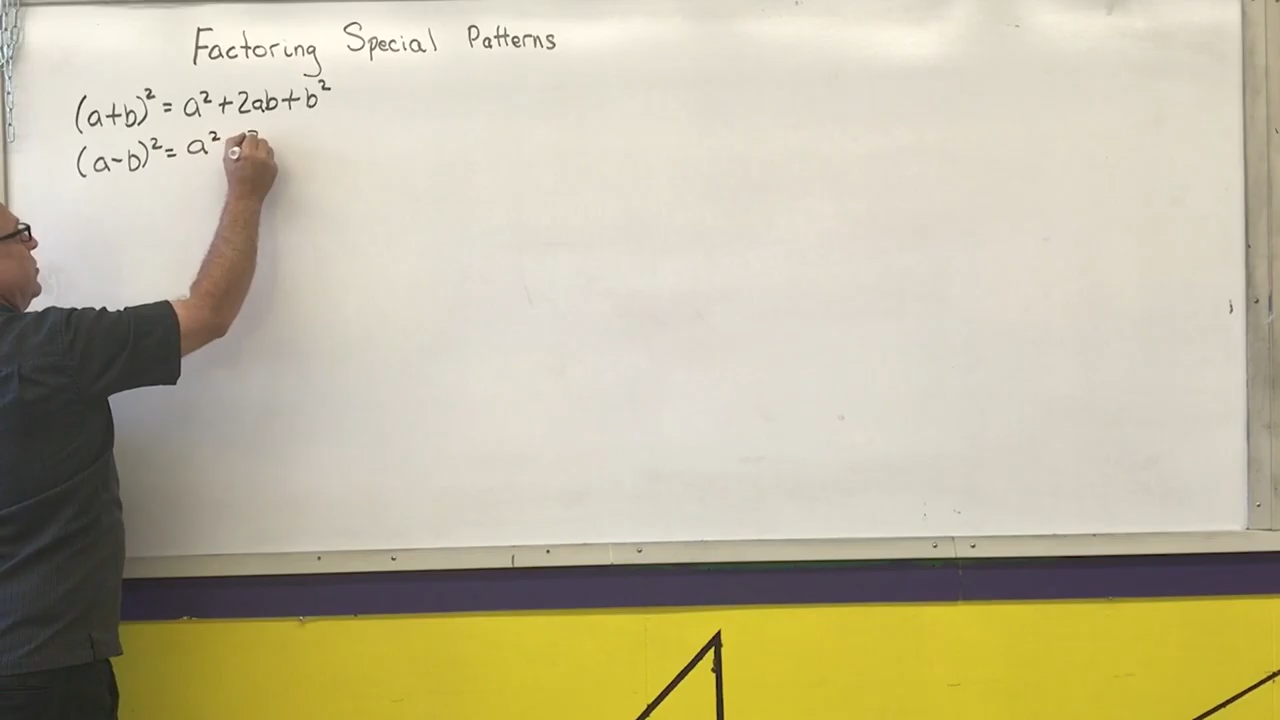 Factoring Special Patterns
(a+b)² = a² + 2ab + b²
(a-b)² = a²